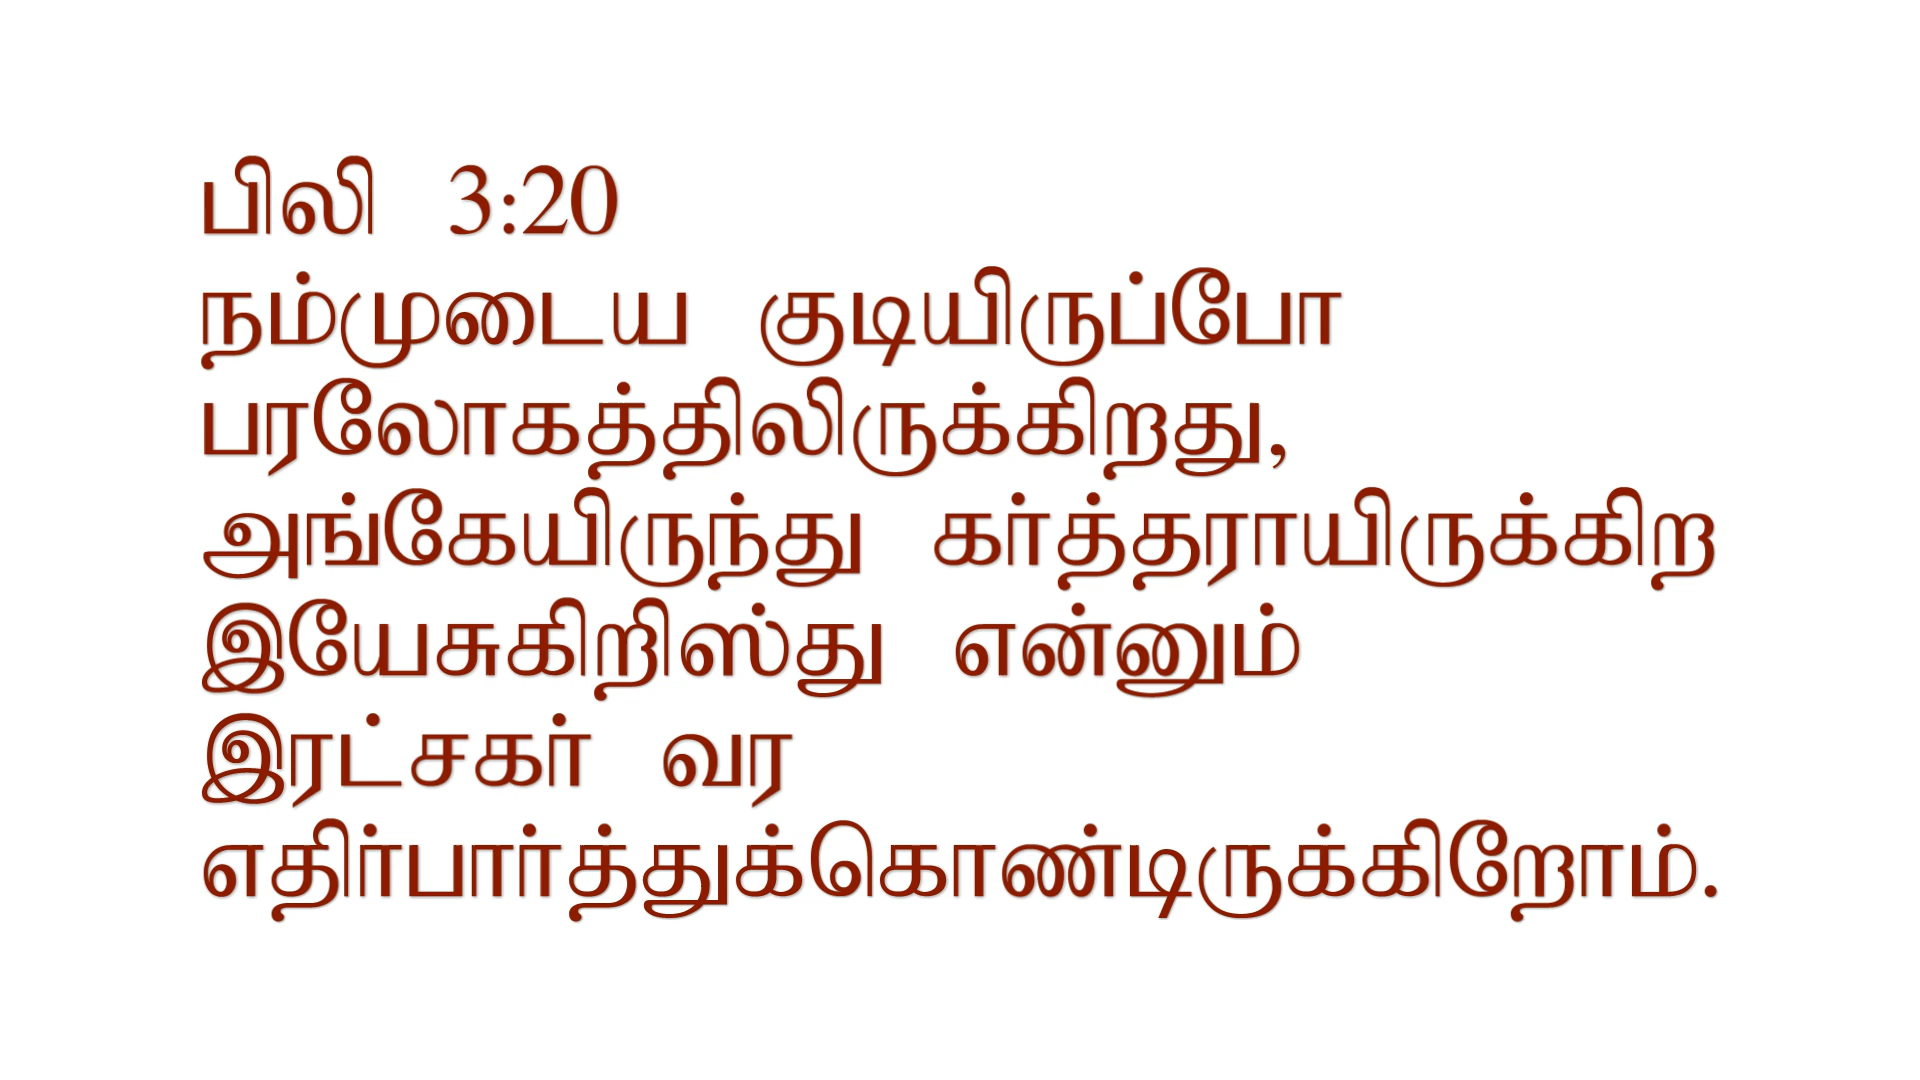 பிலி 3:20
நம்முடைய குடியிருப்போ
பரலோகத்திலிருக்கிறது,
அங்கேயிருந்து கர்த்தராயிருக்கிற
இயேசுகிறிஸ்து என்னும்
இரட்சகர் வர
எதிர்பார்த்துக்கொண்டிருக்கிறோம்.